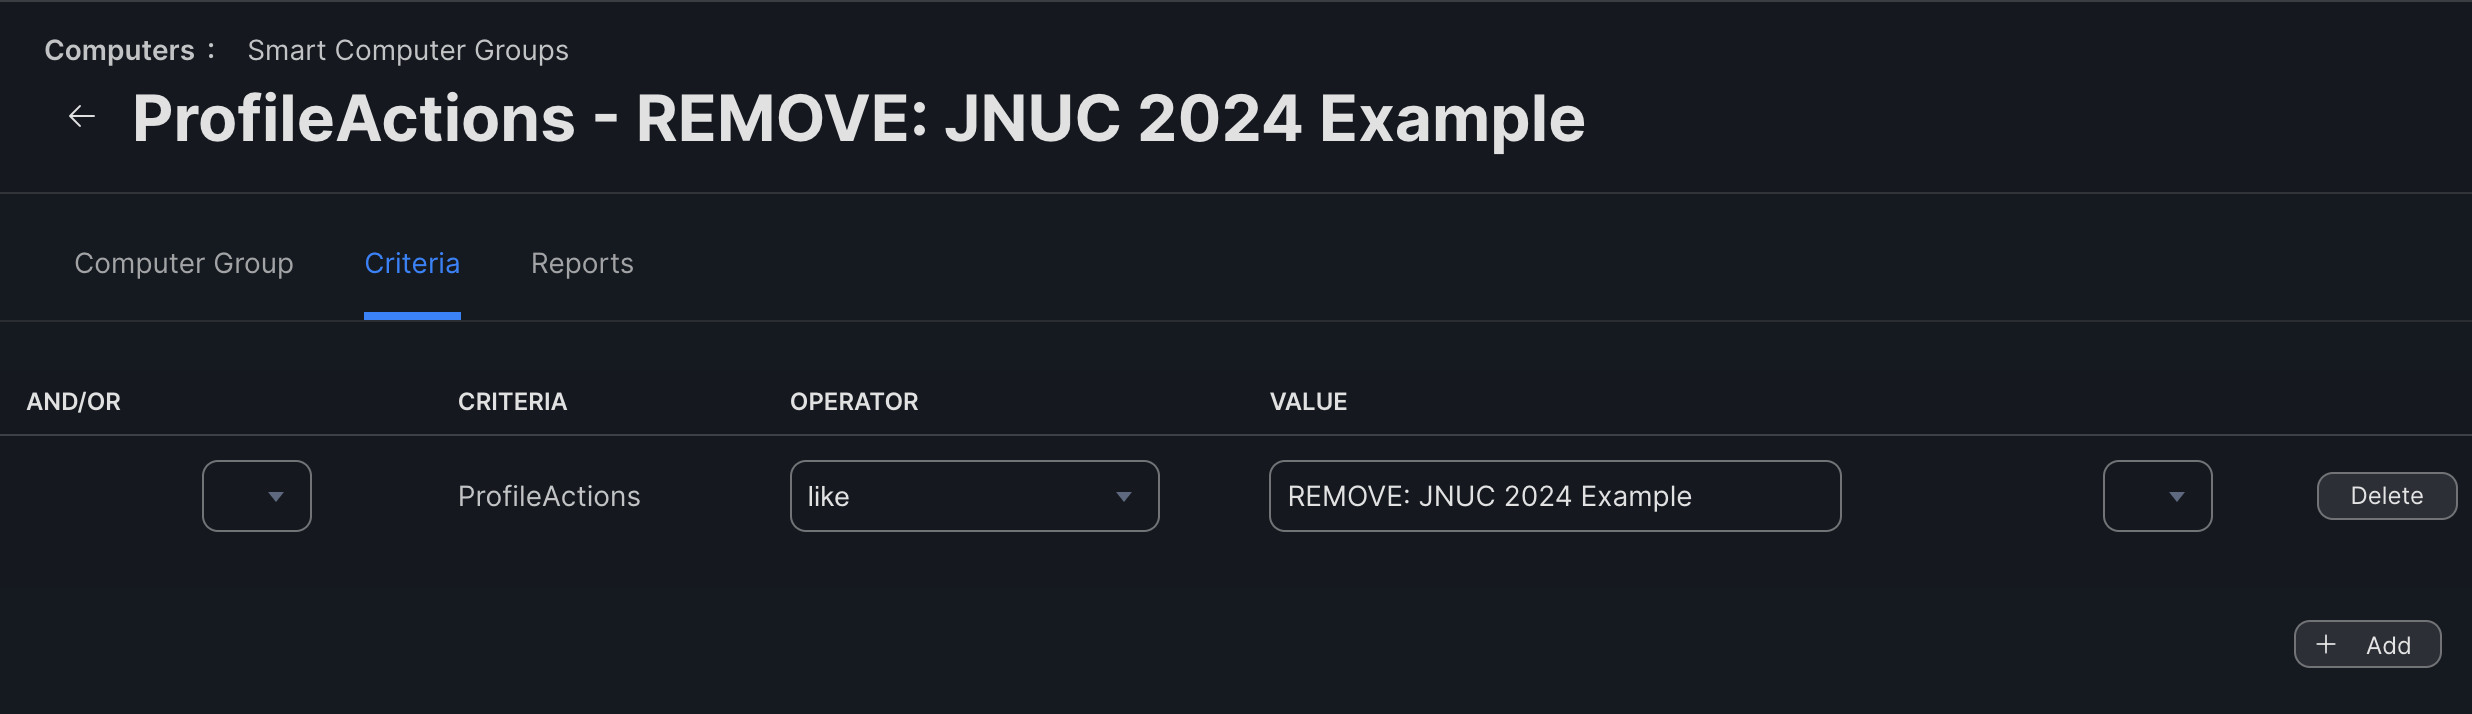 Computers : Smart Computer Groups
ProfileActions - REMOVE: JNUC 2024 Example
Computer Group Criteria Reports
AND/OR CRITERIA OPERATOR VALUE
ProfileActions like REMOVE: JNUC 2024 Example Delete
+ Add